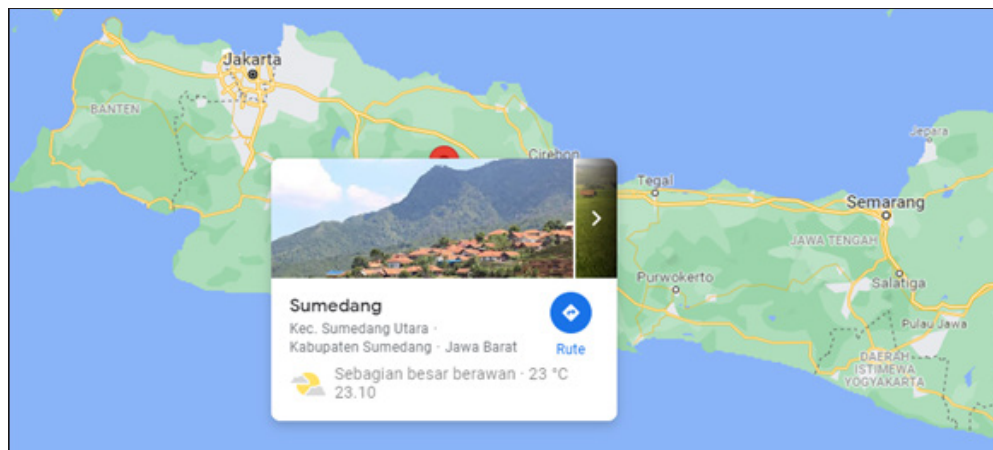 Jakarta
BANTEN
Jepara
Cirebon
Tegal
Semarang
JAWA TENGAH
Purwokerto
Salatiga
Sumedang
Kec. Sumedang Utara ·
Kabupaten Sumedang · Jawa Barat
Rute
Pulau Jawa
DAERAH
ISTIMEWA
YOGYAKARTA
Sebagian besar berawan · 23 °C
23.10